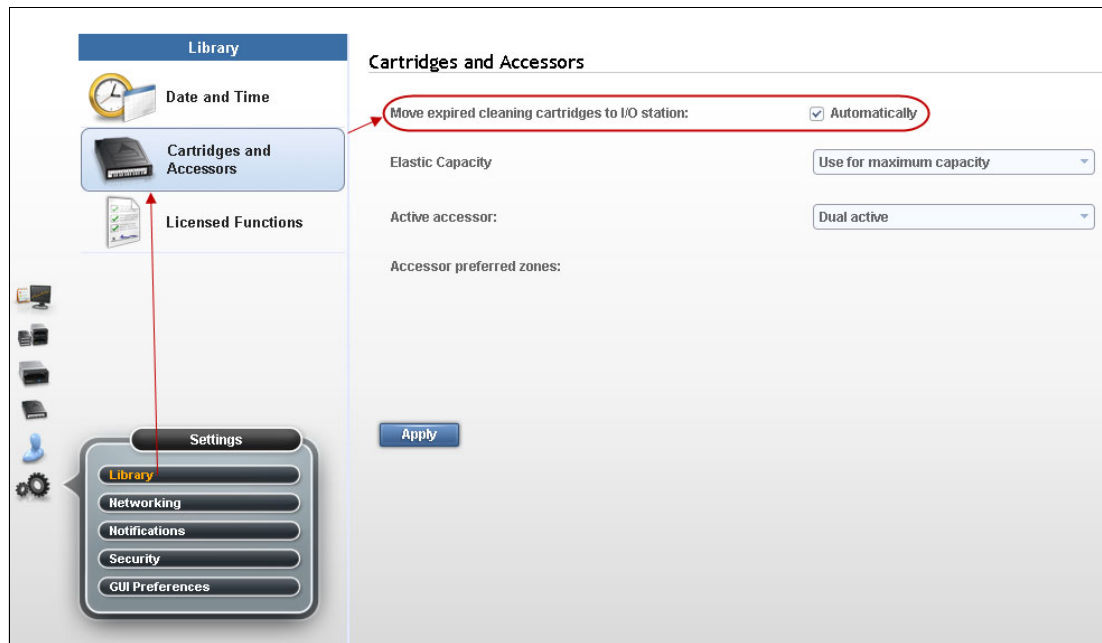 Library
Date and Time
Cartridges and
Accessors
Licensed Functions
Cartridges and Accessors
Move expired cleaning cartridges to I/O station:
Automatically
Elastic Capacity
Use for maximum capacity
Active accessor:
Dual active
Accessor preferred zones:
Apply
Settings
Library
Networking
Notifications
Security
GUI Preferences